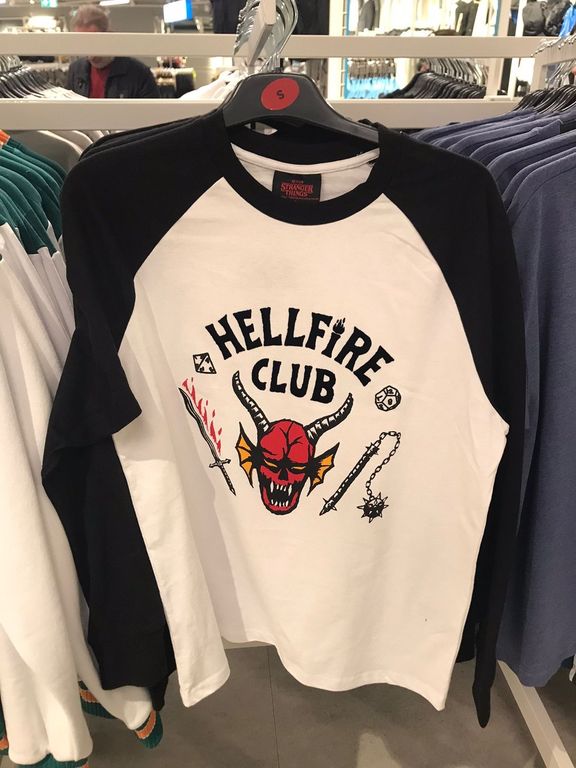 S
STRANGER
THINGS
HELLFiRE
CLUB